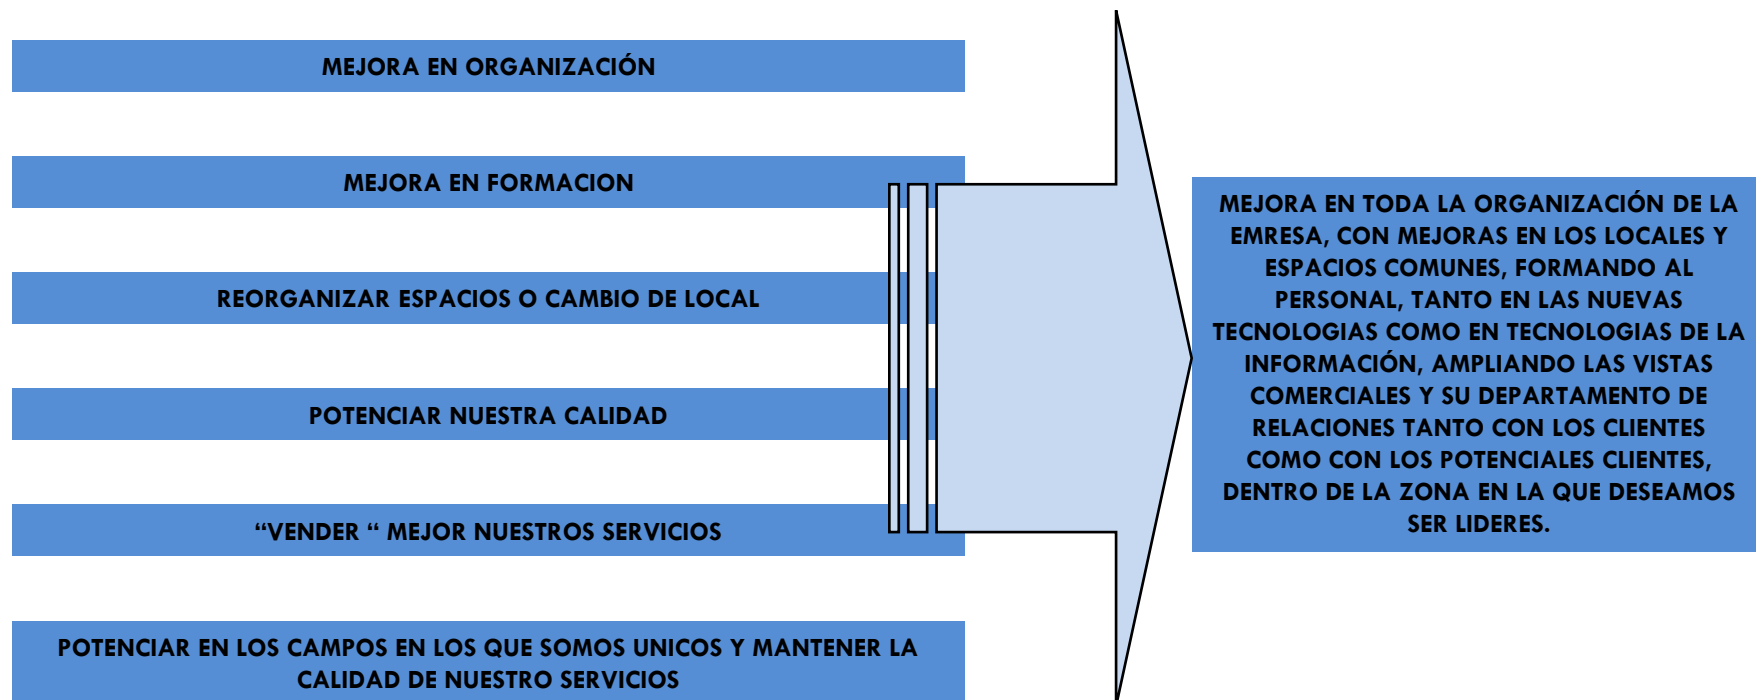 MEJORA EN ORGANIZACIÓN
MEJORA EN FORMACION
REORGANIZAR ESPACIOS O CAMBIO DE LOCAL
POTENCIAR NUESTRA CALIDAD
“VENDER “ MEJOR NUESTROS SERVICIOS
POTENCIAR EN LOS CAMPOS EN LOS QUE SOMOS UNICOS Y MANTENER LA
CALIDAD DE NUESTRO SERVICIOS
MEJORA EN TODA LA ORGANIZACIÓN DE LA
EMRESA, CON MEJORAS EN LOS LOCALES Y
ESPACIOS COMUNES, FORMANDO AL
PERSONAL, TANTO EN LAS NUEVAS
TECNOLOGIAS COMO EN TECNOLOGIAS DE LA
INFORMACIÓN, AMPLIANDO LAS VISTAS
COMERCIALES Y SU DEPARTAMENTO DE
RELACIONES TANTO CON LOS CLIENTES
COMO CON LOS POTENCIALES CLIENTES,
DENTRO DE LA ZONA EN LA QUE DESEAMOS
SER LIDERES.